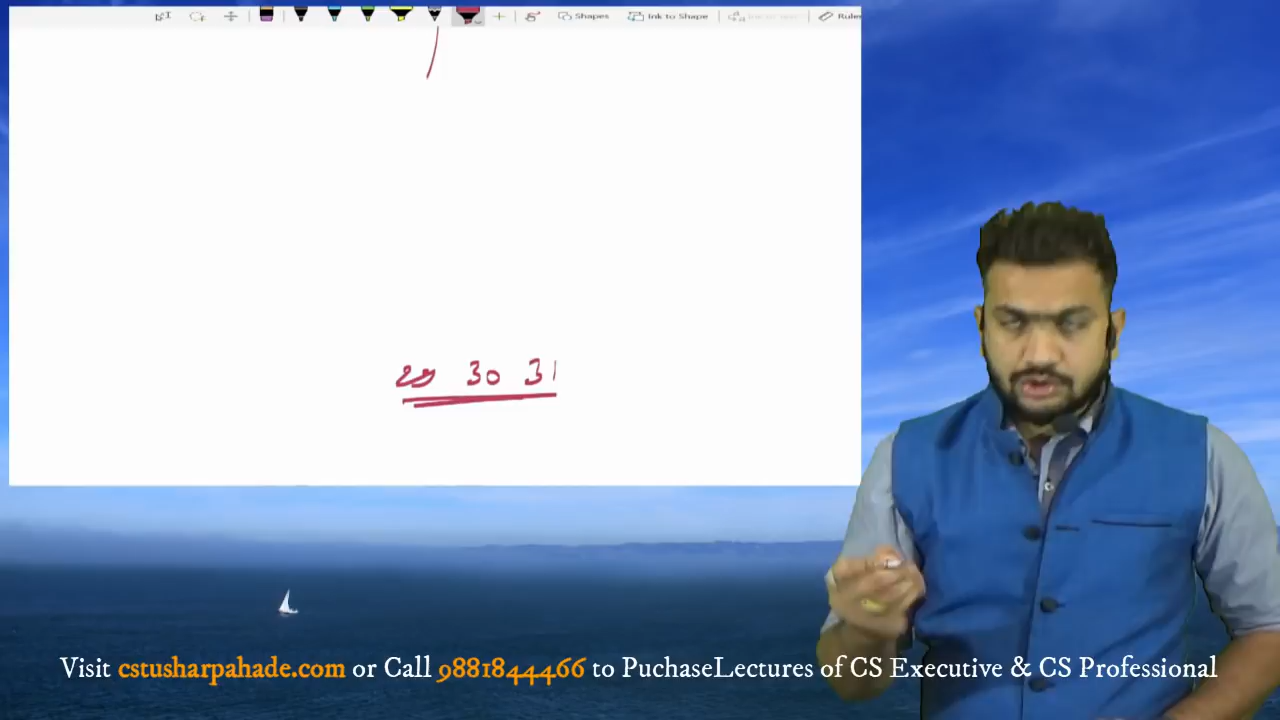 Shapes Ink to Shape Ruler
29 30 31
Visit cstusharpahade.com or Call 9881844466 to PuchaseLectures of CS Executive & CS Professional